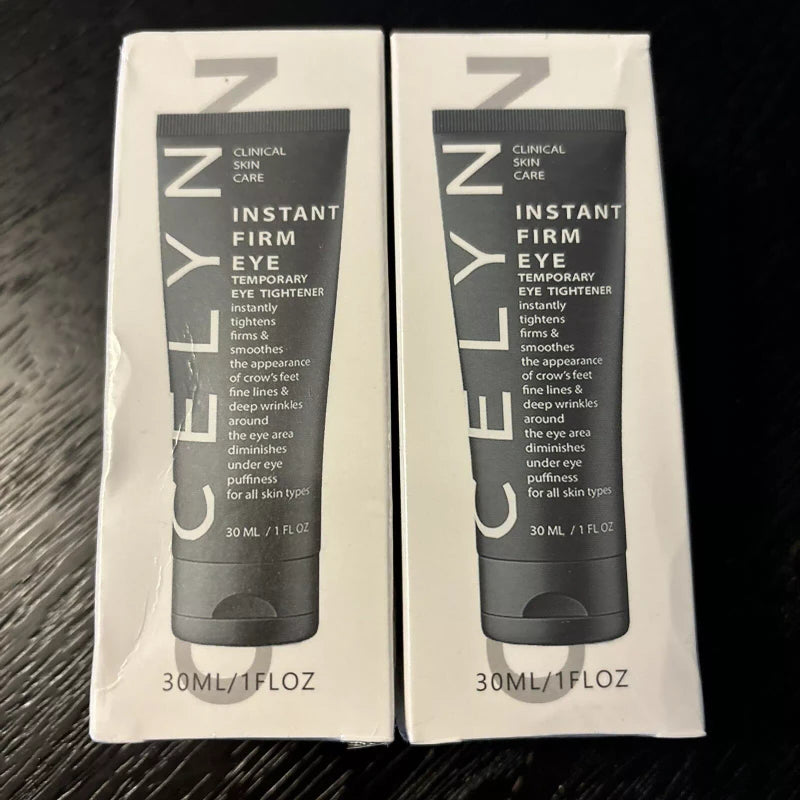 CELYN
CLINICAL
SKIN
CARE
INSTANT
FIRM
EYE
TEMPORARY
EYE TIGHTENER
instantly
tightens
firms &
smoothes
the appearance
of crow's feet
fine lines &
deep wrinkles
around
the eye area
diminishes
under eye
puffiness
for all skin types
30 ML / 1 FL OZ
30ML/1FLOZ
CELYN
CLINICAL
SKIN
CARE
INSTANT
FIRM
EYE
TEMPORARY
EYE TIGHTENER
instantly
tightens
firms &
smoothes
the appearance
of crow's feet
fine lines &
deep wrinkles
around
the eye area
diminishes
under eye
puffiness
for all skin types
30 ML / 1 FL OZ
30ML/1FLOZ